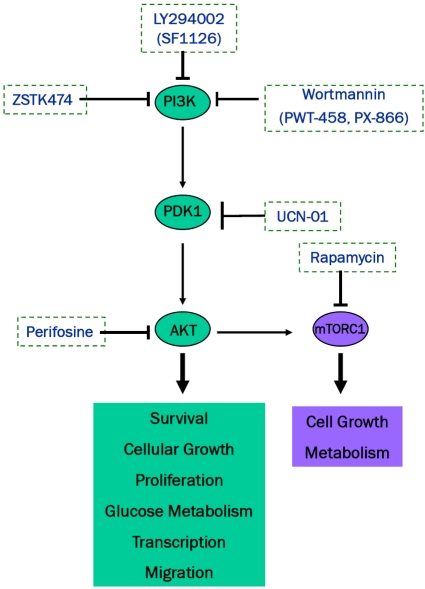 LY294002
(SF1126)
ZSTK474
PI3K
Wortmannin
(PWT-458, PX-866)
PDK1
UCN-01
Rapamycin
Perifosine
AKT
mTORC1
Survival
Cellular Growth
Proliferation
Glucose Metabolism
Transcription
Migration
Cell Growth
Metabolism